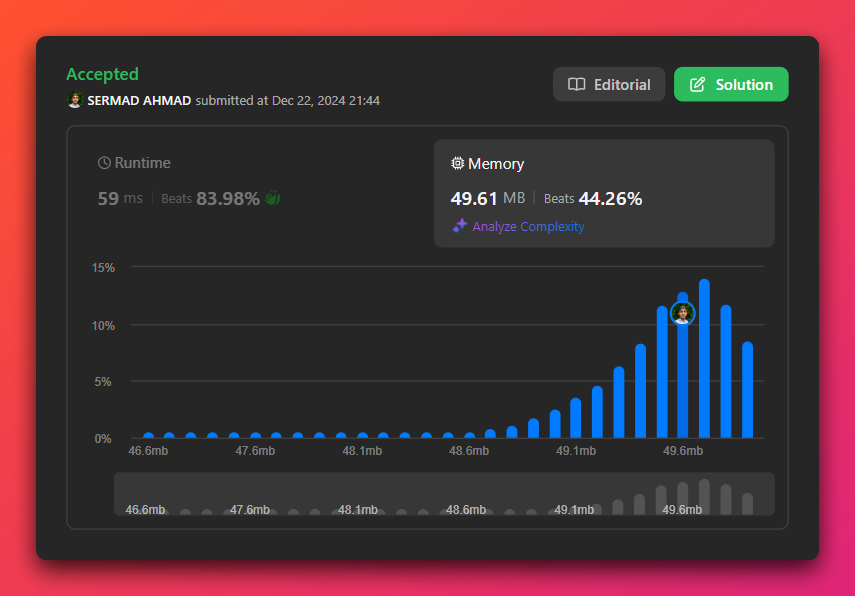 Accepted
SERMAD AHMAD submitted at Dec 22, 2024 21:44
Editorial
Solution
Runtime
59 ms | Beats 83.98%
Memory
49.61 MB | Beats 44.26%
Analyze Complexity
15%
10%
5%
0%
46.6mb 47.6mb 48.1mb 48.6mb 49.1mb 49.6mb
46.6mb 47.6mb 48.1mb 48.6mb 49.1mb 49.6mb